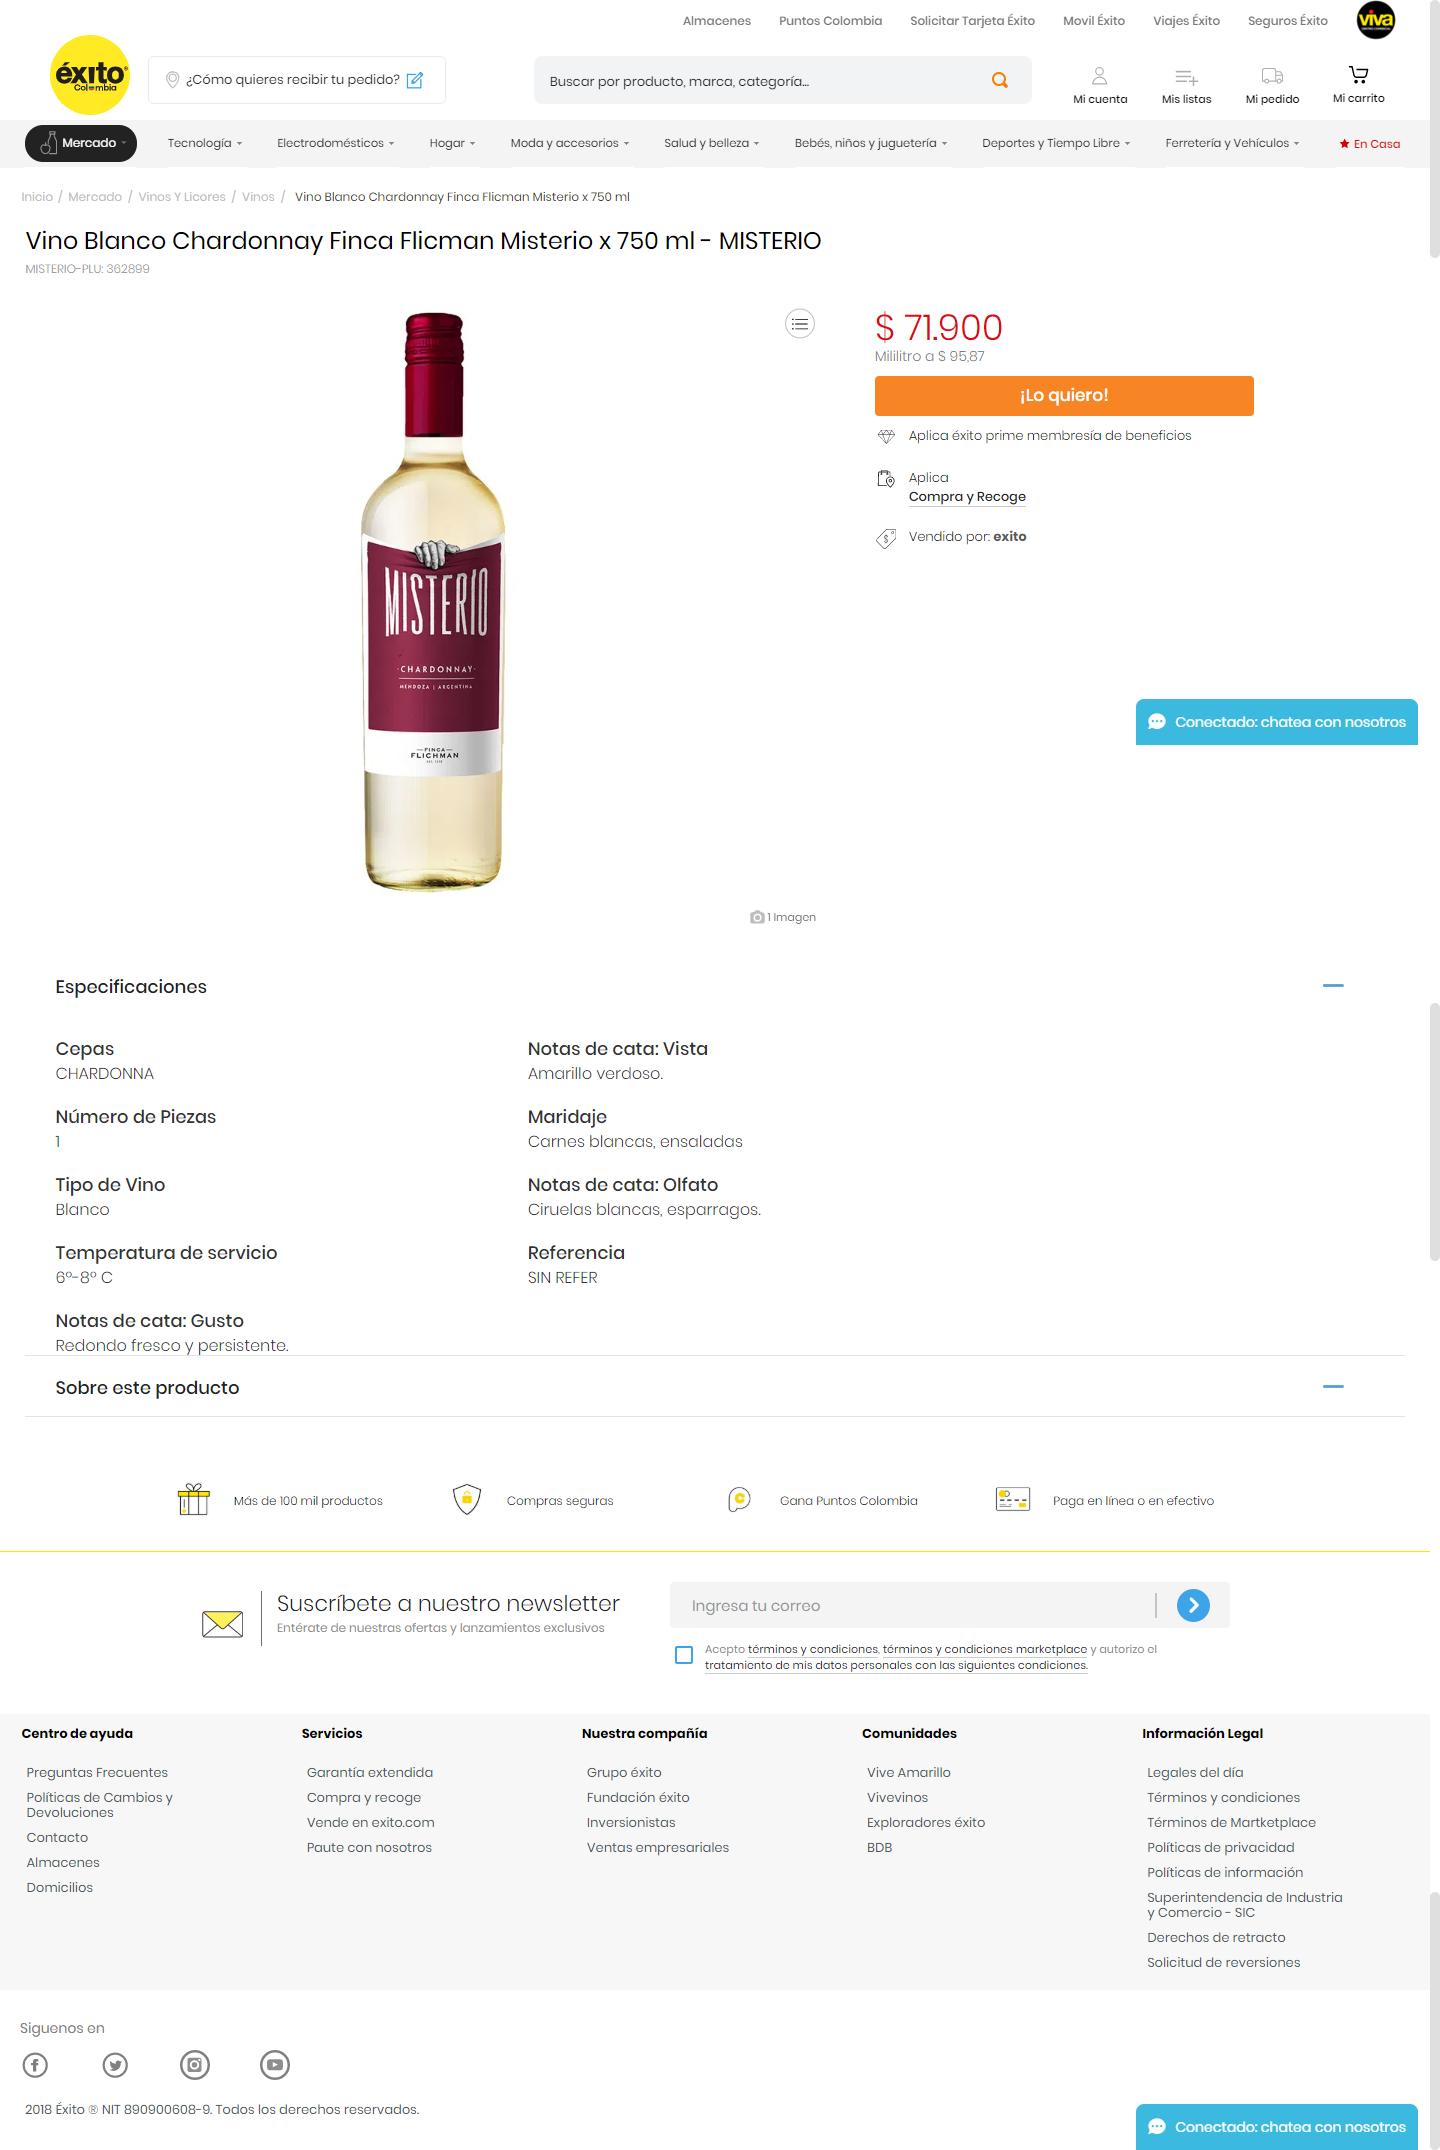 Almacenes Puntos Colombia Solicitar Tarjeta Éxito Movil Éxito Viajes Éxito Seguros Éxito viva
éxito
Colombia
¿Cómo quieres recibir tu pedido?
Buscar por producto, marca, categoría...
Mi cuenta Mis listas Mi pedido Mi carrito
Mercado Tecnología Electrodomésticos Hogar Moda y accesorios Salud y belleza Bebés, niños y juguetería Deportes y Tiempo Libre Ferretería y Vehículos En Casa
Inicio / Mercado / Vinos Y Licores / Vinos / Vino Blanco Chardonnay Finca Flicman Misterio x 750 ml
Vino Blanco Chardonnay Finca Flicman Misterio x 750 ml - MISTERIO
MISTERIO-PLU: 362899
MISTERIO
·CHARDONNAY·
MENDOZA | ARGENTINA
—FINCA—
FLICHMAN
$ 71.900
Mililitro a $ 95,87
¡Lo quiero!
Aplica éxito prime membresía de beneficios
Aplica
Compra y Recoge
Vendido por: exito
Conectado: chatea con nosotros
1 Imagen
Especificaciones
Cepas
CHARDONNA
Número de Piezas
1
Tipo de Vino
Blanco
Temperatura de servicio
6º-8º C
Notas de cata: Gusto
Redondo fresco y persistente.
Notas de cata: Vista
Amarillo verdoso.
Maridaje
Carnes blancas, ensaladas
Notas de cata: Olfato
Ciruelas blancas, esparragos.
Referencia
SIN REFER
Sobre este producto
Más de 100 mil productos
Compras seguras
Gana Puntos Colombia
Paga en línea o en efectivo
Suscríbete a nuestro newsletter
Entérate de nuestras ofertas y lanzamientos exclusivos
Ingresa tu correo
Acepto términos y condiciones, términos y condiciones marketplace y autorizo el
tratamiento de mis datos personales con las siguientes condiciones.
Centro de ayuda
Preguntas Frecuentes
Políticas de Cambios y
Devoluciones
Contacto
Almacenes
Domicilios
Servicios
Garantía extendida
Compra y recoge
Vende en exito.com
Paute con nosotros
Nuestra compañía
Grupo éxito
Fundación éxito
Inversionistas
Ventas empresariales
Comunidades
Vive Amarillo
Vivevinos
Exploradores éxito
BDB
Información Legal
Legales del día
Términos y condiciones
Términos de Martketplace
Políticas de privacidad
Políticas de información
Superintendencia de Industria
y Comercio - SIC
Derechos de retracto
Solicitud de reversiones
Siguenos en
2018 Éxito ® NIT 890900608-9. Todos los derechos reservados.
Conectado: chatea con nosotros